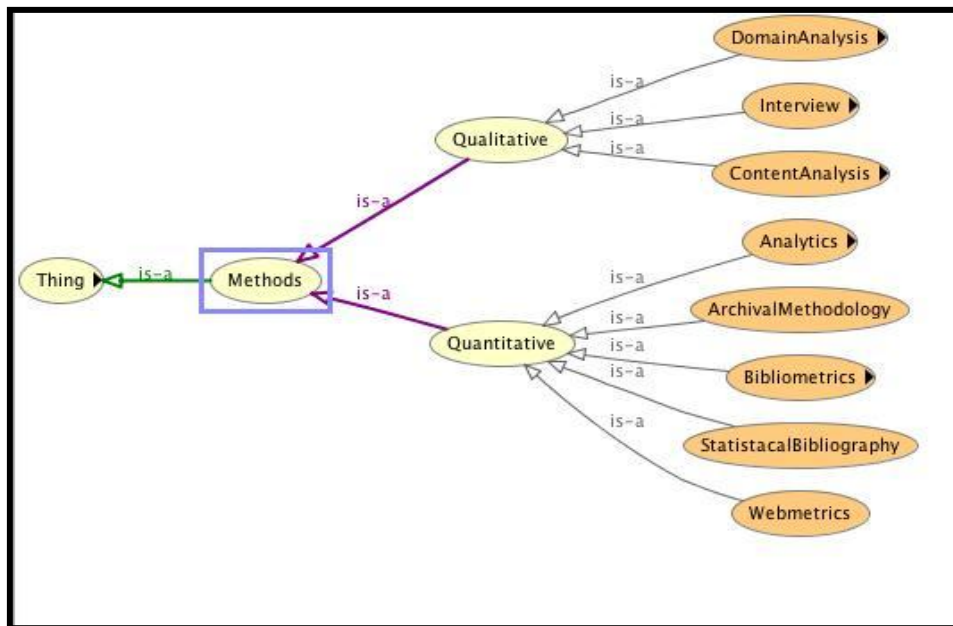 DomainAnalysis
is-a
Interview
is-a
Qualitative
is-a
ContentAnalysis
is-a
Analytics
Thing
is-a
Methods
is-a
ArchivalMethodology
is-a
is-a
Quantitative
is-a
Bibliometrics
is-a
StatistacalBibliography
is-a
Webmetrics